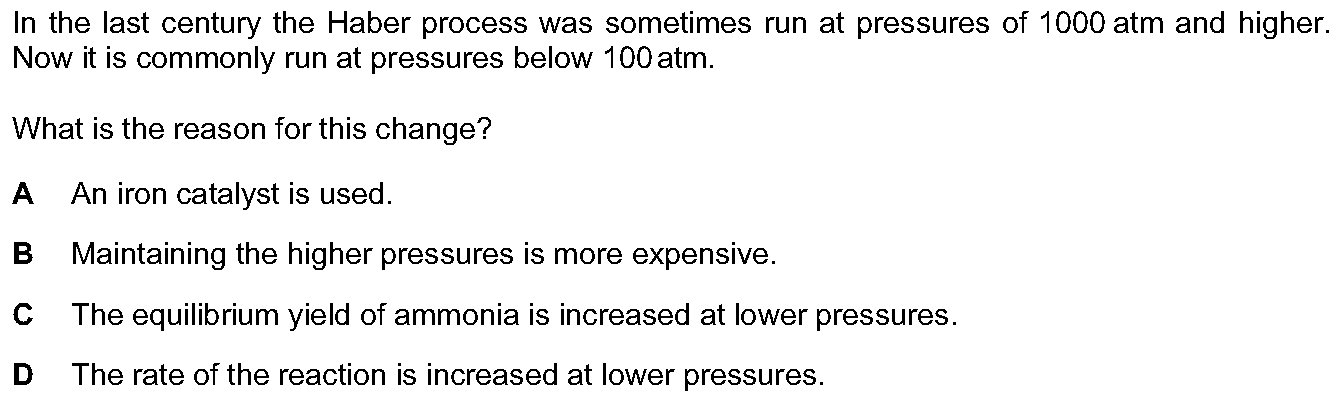 In the last century the Haber process was sometimes run at pressures of 1000 atm and higher.
Now it is commonly run at pressures below 100 atm.
What is the reason for this change?
A An iron catalyst is used.
B Maintaining the higher pressures is more expensive.
C The equilibrium yield of ammonia is increased at lower pressures.
D The rate of the reaction is increased at lower pressures.